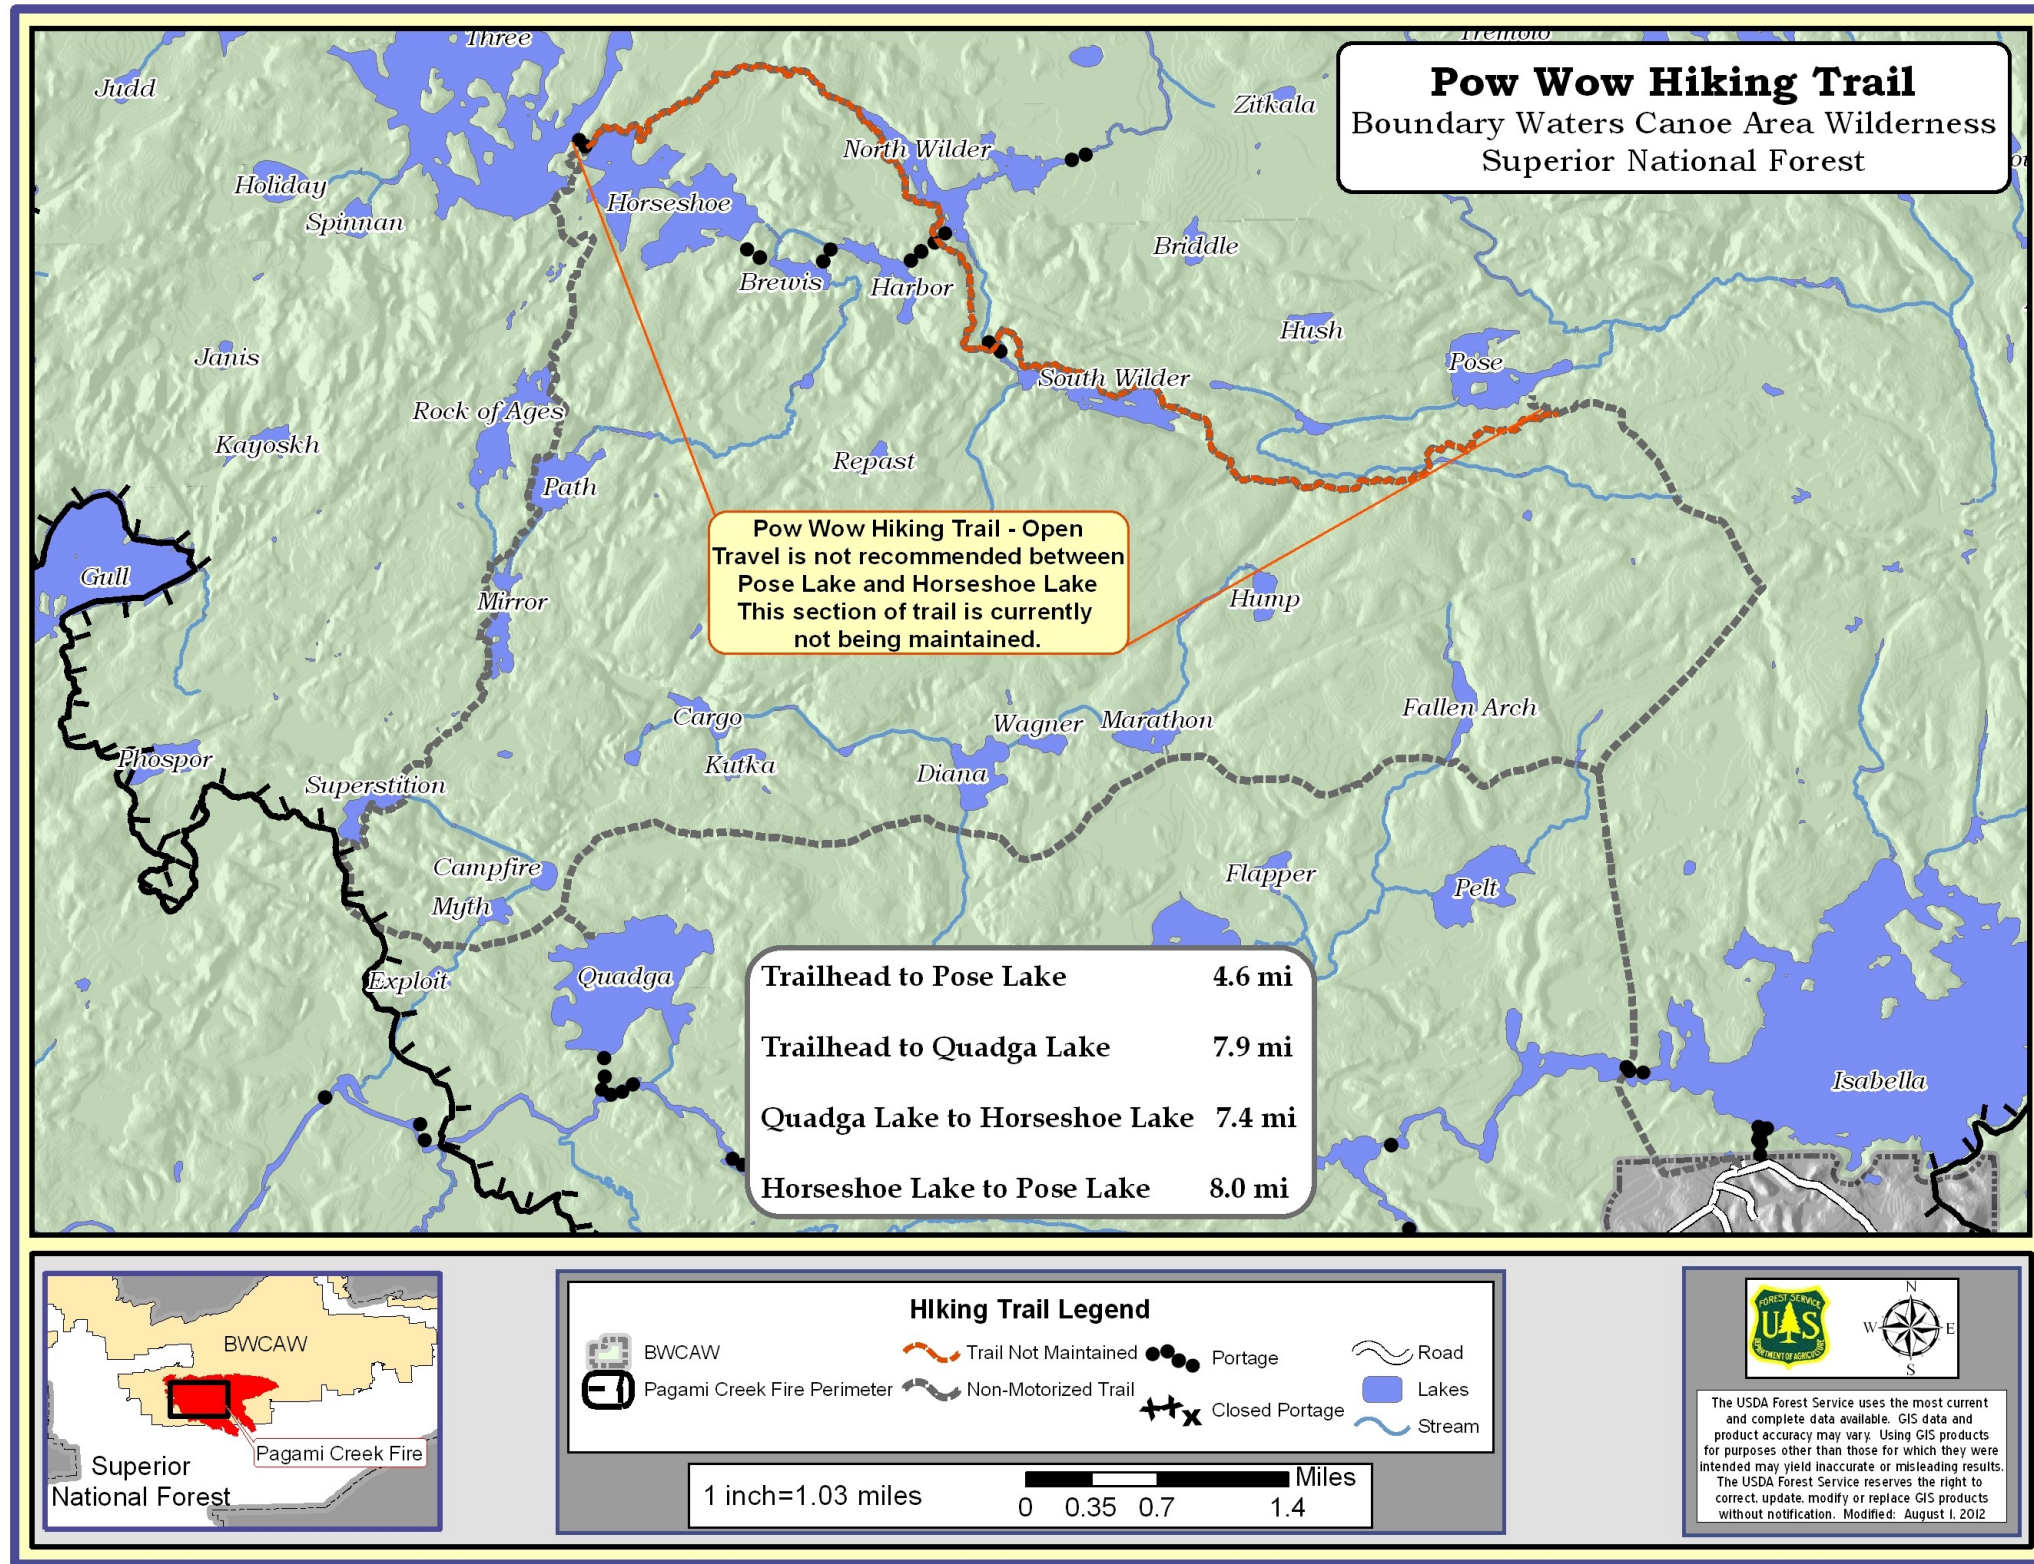 Three
Tremolo
Judd
Pow Wow Hiking Trail
Boundary Waters Canoe Area Wilderness
Superior National Forest
Zitkala
North Wilder
Holiday
Horseshoe
Spinnan
Briddle
Brewis
Harbor
Hush
Janis
Pose
South Wilder
Rock of Ages
Kayoskh
Repast
Path
Pow Wow Hiking Trail - Open
Travel is not recommended between
Pose Lake and Horseshoe Lake
This section of trail is currently
not being maintained.
Gull
Mirror
Hump
Cargo
Wagner
Marathon
Fallen Arch
Phospor
Kutka
Diana
Superstition
Campfire
Flapper
Pelt
Myth
Exploit
Quadga
Trailhead to Pose Lake 4.6 mi
Trailhead to Quadga Lake 7.9 mi
Quadga Lake to Horseshoe Lake 7.4 mi
Horseshoe Lake to Pose Lake 8.0 mi
Isabella
BWCAW
Pagami Creek Fire
Superior
National Forest
HIking Trail Legend
BWCAW
Trail Not Maintained
Portage
Road
Pagami Creek Fire Perimeter
Non-Motorized Trail
Lakes
Closed Portage
Stream
1 inch=1.03 miles
Miles
0 0.35 0.7 1.4
FOREST SERVICE
U S
DEPARTMENT OF AGRICULTURE
N
W E
S
The USDA Forest Service uses the most current
and complete data available. GIS data and
product accuracy may vary. Using GIS products
for purposes other than those for which they were
intended may yield inaccurate or misleading results.
The USDA Forest Service reserves the right to
correct, update, modify or replace GIS products
without notification. Modified: August 1, 2012